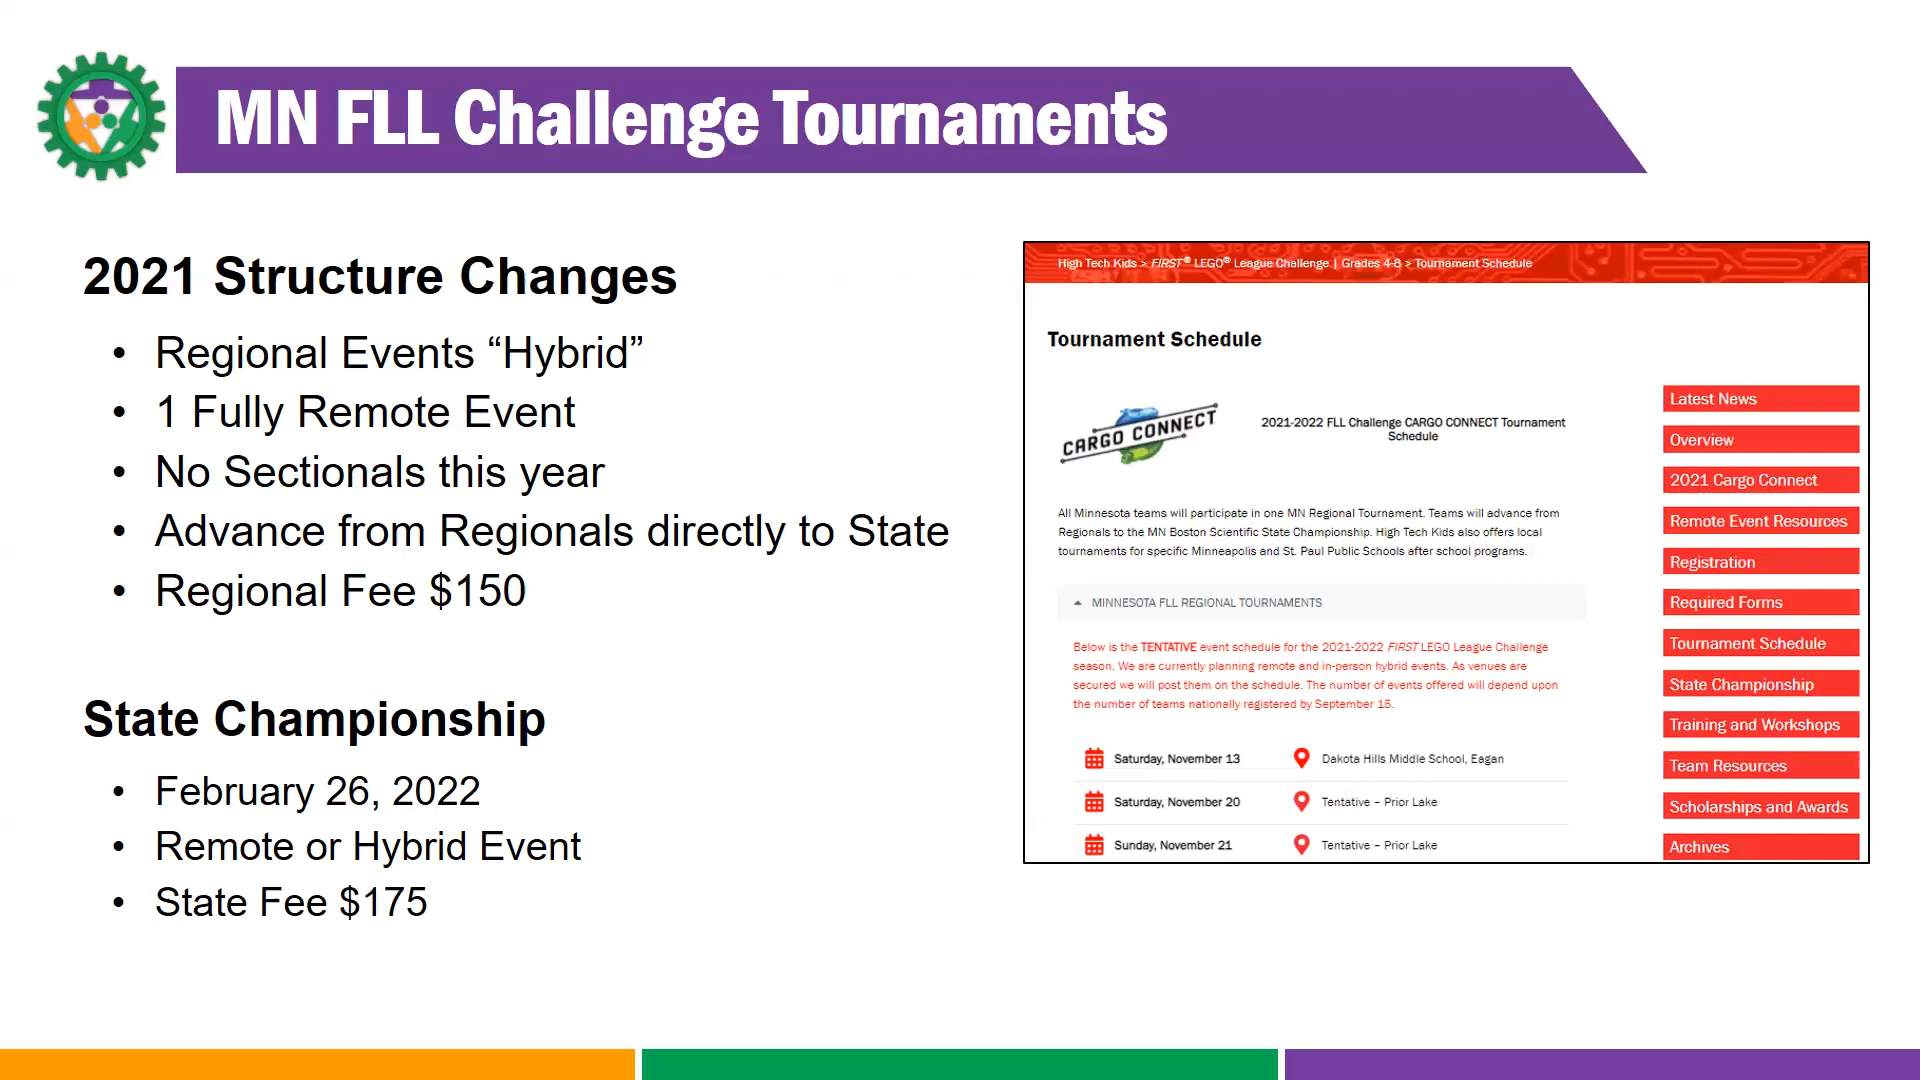 MN FLL Challenge Tournaments
2021 Structure Changes
• Regional Events “Hybrid”
• 1 Fully Remote Event
• No Sectionals this year
• Advance from Regionals directly to State
• Regional Fee $150
State Championship
• February 26, 2022
• Remote or Hybrid Event
• State Fee $175
High Tech Kids > FIRST® LEGO® League Challenge | Grades 4-8 > Tournament Schedule
Tournament Schedule
CARGO CONNECT
2021-2022 FLL Challenge CARGO CONNECT Tournament
Schedule
All Minnesota teams will participate in one MN Regional Tournament. Teams will advance from
Regionals to the MN Boston Scientific State Championship. High Tech Kids also offers local
tournaments for specific Minneapolis and St. Paul Public Schools after school programs.
MINNESOTA FLL REGIONAL TOURNAMENTS
Below is the TENTATIVE event schedule for the 2021-2022 FIRST LEGO League Challenge
season. We are currently planning remote and in-person hybrid events. As venues are
secured we will post them on the schedule. The number of events offered will depend upon
the number of teams nationally registered by September 15.
Saturday, November 13 Dakota Hills Middle School, Eagan
Saturday, November 20 Tentative – Prior Lake
Sunday, November 21 Tentative – Prior Lake
Latest News
Overview
2021 Cargo Connect
Remote Event Resources
Registration
Required Forms
Tournament Schedule
State Championship
Training and Workshops
Team Resources
Scholarships and Awards
Archives